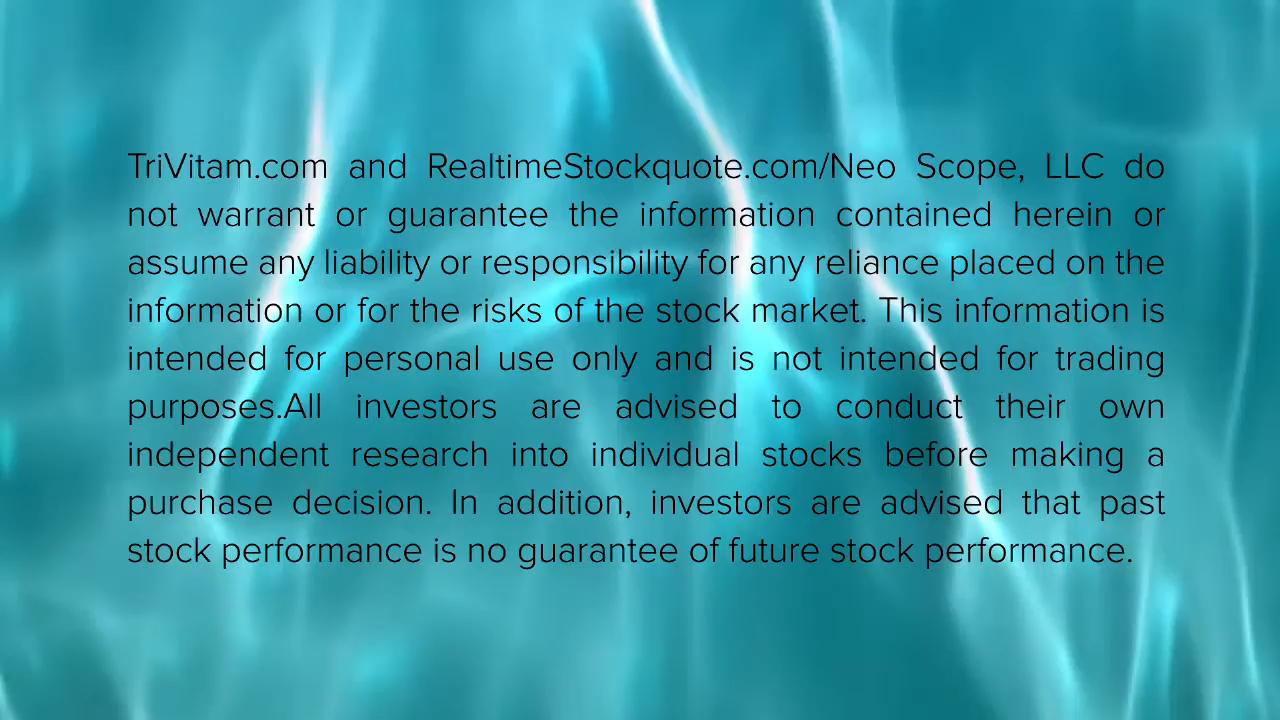 TriVitam.com and RealtimeStockquote.com/Neo Scope, LLC do
not warrant or guarantee the information contained herein or
assume any liability or responsibility for any reliance placed on the
information or for the risks of the stock market. This information is
intended for personal use only and is not intended for trading
purposes.All investors are advised to conduct their own
independent research into individual stocks before making a
purchase decision. In addition, investors are advised that past
stock performance is no guarantee of future stock performance.